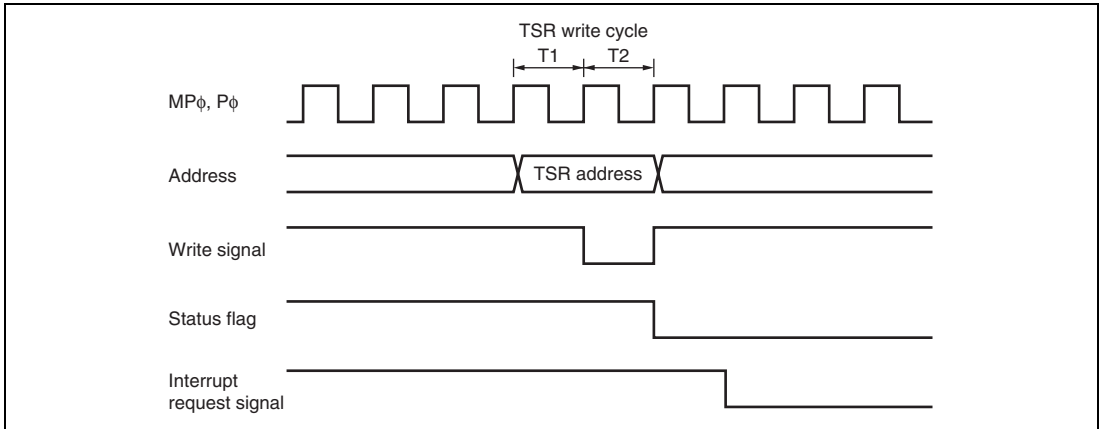 TSR write cycle
T1 T2
MPϕ, Pϕ
Address
TSR address
Write signal
Status flag
Interrupt
request signal